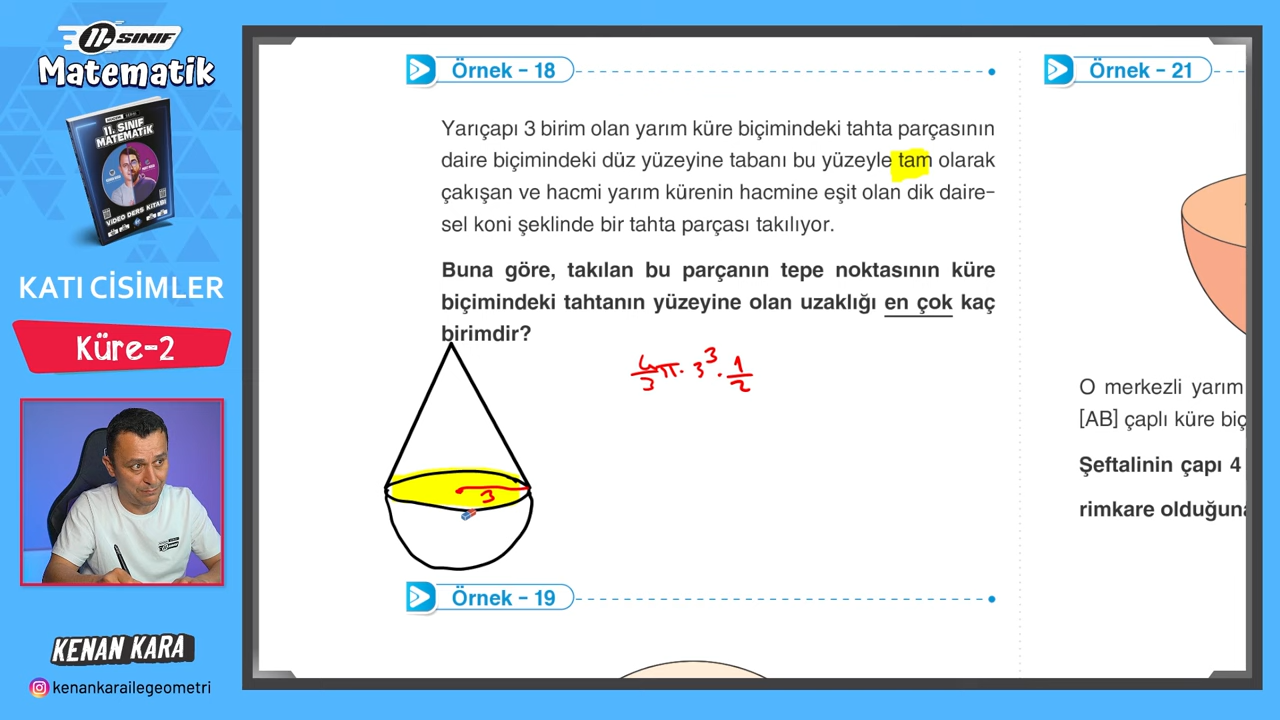 11. SINIF
Matematik
11. SINIF
MATEMATİK
VİDEO DERS KİTABI
KATI CİSİMLER
Küre-2
KENAN KARA
kenankarailegeometri
Örnek - 18
Yarıçapı 3 birim olan yarım küre biçimindeki tahta parçasının
daire biçimindeki düz yüzeyine tabanı bu yüzeyle tam olarak
çakışan ve hacmi yarım kürenin hacmine eşit olan dik daire-
sel koni şeklinde bir tahta parçası takılıyor.
Buna göre, takılan bu parçanın tepe noktasının küre
biçimindeki tahtanın yüzeyine olan uzaklığı en çok kaç
birimdir?
4/3 π · 3³ · 1/2
3
Örnek - 19
Örnek - 21
O merkezli yarım
[AB] çaplı küre biç
Şeftalinin çapı 4
rimkare olduğuna